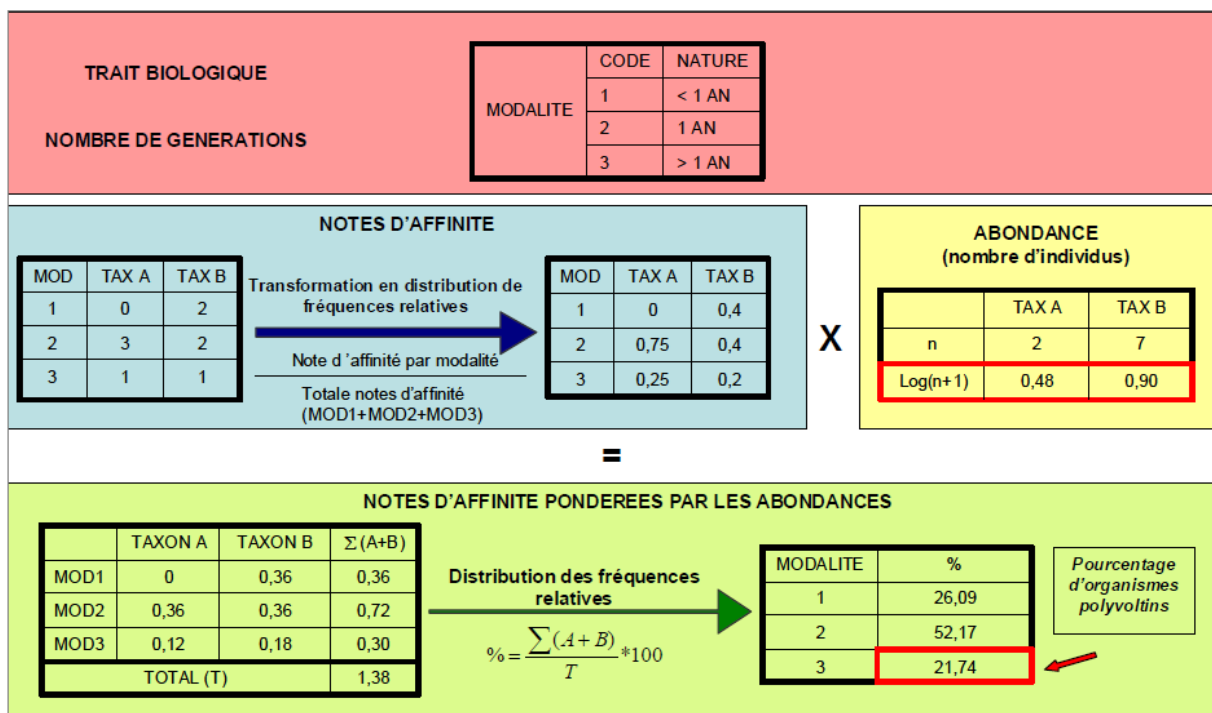 TRAIT BIOLOGIQUE
NOMBRE DE GENERATIONS
MODALITE
CODE NATURE
1 < 1 AN
2 1 AN
3 > 1 AN
NOTES D'AFFINITE
MOD TAX A TAX B
1 0 2
2 3 2
3 1 1
Transformation en distribution de
fréquences relatives
Note d 'affinité par modalité
Totale notes d'affinité
(MOD1+MOD2+MOD3)
MOD TAX A TAX B
1 0 0,4
2 0,75 0,4
3 0,25 0,2
X
ABONDANCE
(nombre d'individus)
TAX A TAX B
n 2 7
Log(n+1) 0,48 0,90
=
NOTES D'AFFINITE PONDEREES PAR LES ABONDANCES
TAXON A TAXON B Σ (A+B)
MOD1 0 0,36 0,36
MOD2 0,36 0,36 0,72
MOD3 0,12 0,18 0,30
TOTAL (T) 1,38
Distribution des fréquences
relatives
% = ∑(A + B) / T *100
MODALITE %
1 26,09
2 52,17
3 21,74
Pourcentage
d'organismes
polyvoltins